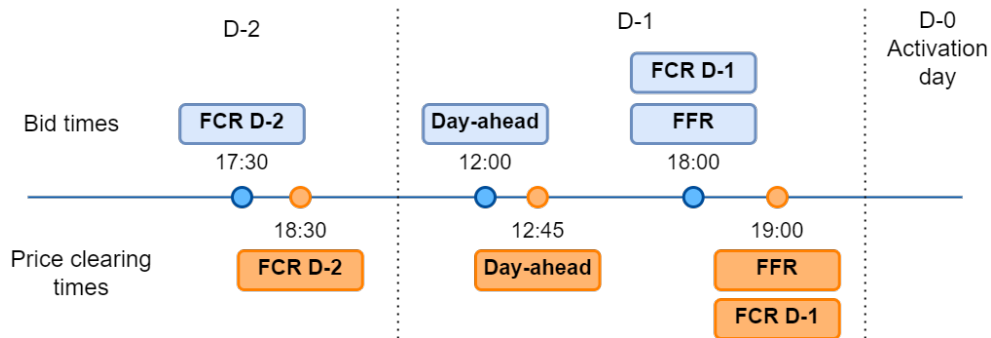 D-2
D-1
D-0
Activation
day
FCR D-1
Bid times
FCR D-2
Day-ahead
FFR
17:30
12:00
18:00
18:30
12:45
19:00
Price clearing
times
FCR D-2
Day-ahead
FFR
FCR D-1